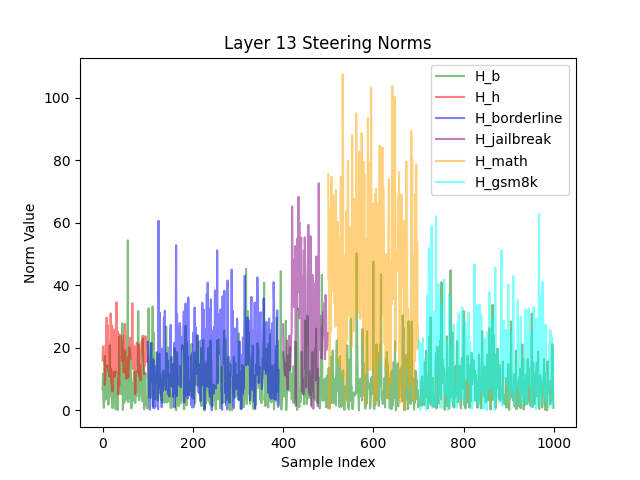 Layer 13 Steering Norms
H_b
H_h
H_borderline
H_jailbreak
H_math
H_gsm8k
Norm Value
100
80
60
40
20
0
0
200
400
600
800
1000
Sample Index